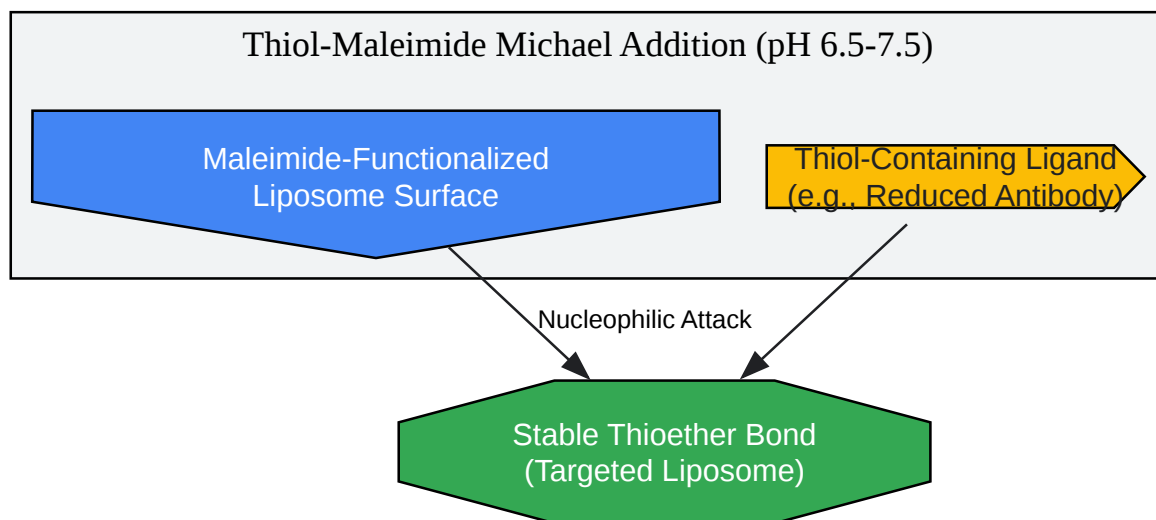 Thiol-Maleimide Michael Addition (pH 6.5-7.5)
Maleimide-Functionalized
Liposome Surface
Thiol-Containing Ligand
(e.g., Reduced Antibody)
Nucleophilic Attack
Stable Thioether Bond
(Targeted Liposome)